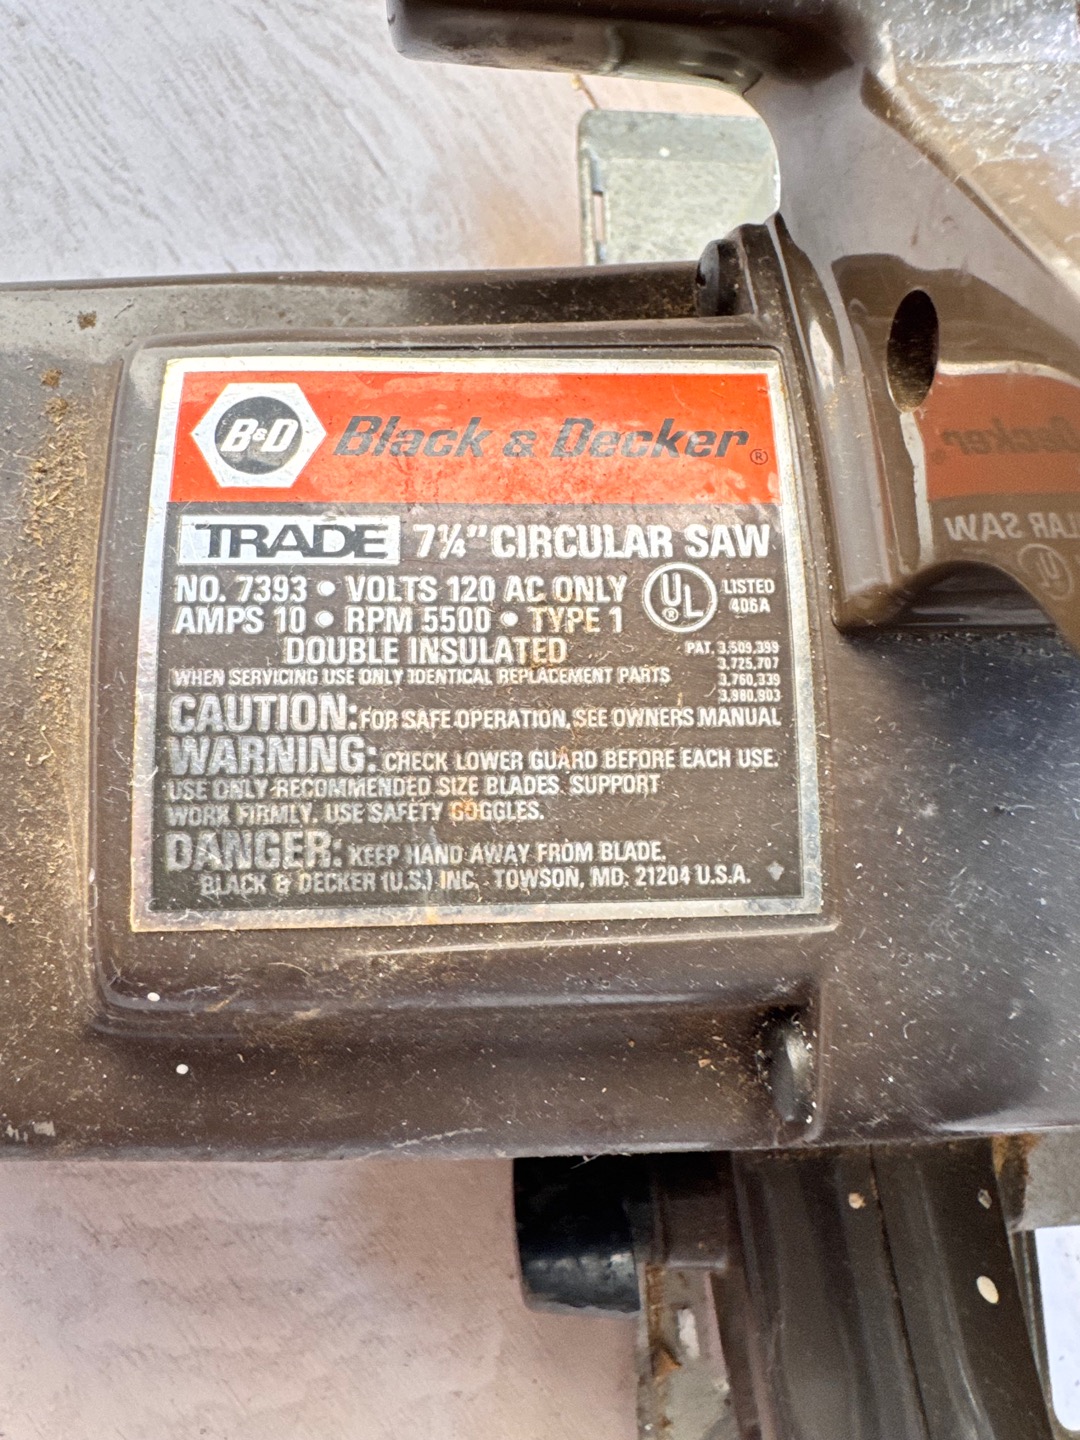 B&D Black & Decker®
TRADE 7¼" CIRCULAR SAW
NO. 7393 • VOLTS 120 AC ONLY
AMPS 10 • RPM 5500 • TYPE 1
UL® LISTED
406A
DOUBLE INSULATED
PAT. 3,509,399
3,725,707
3,760,339
3,980,903
WHEN SERVICING USE ONLY IDENTICAL REPLACEMENT PARTS
CAUTION: FOR SAFE OPERATION, SEE OWNERS MANUAL
WARNING: CHECK LOWER GUARD BEFORE EACH USE.
USE ONLY RECOMMENDED SIZE BLADES. SUPPORT
WORK FIRMLY. USE SAFETY GOGGLES.
DANGER: KEEP HAND AWAY FROM BLADE.
BLACK & DECKER (U.S.) INC., TOWSON, MD. 21204 U.S.A.